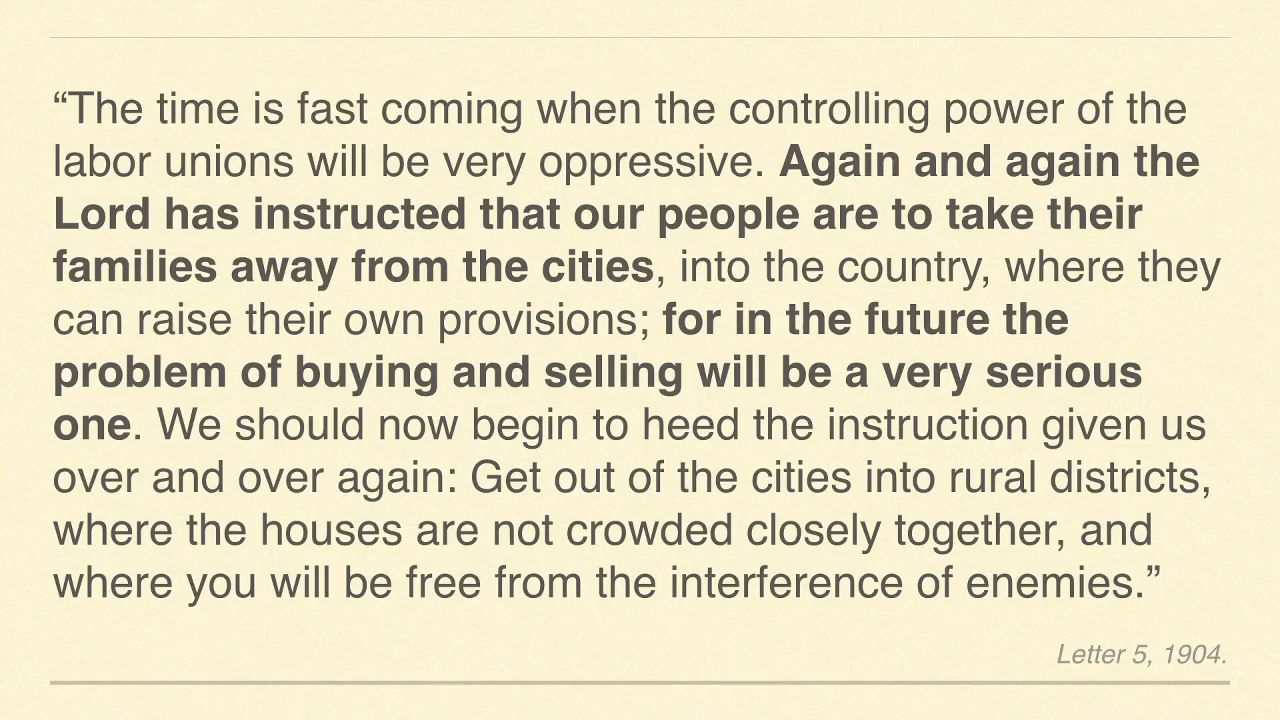 “The time is fast coming when the controlling power of the
labor unions will be very oppressive. Again and again the
Lord has instructed that our people are to take their
families away from the cities, into the country, where they
can raise their own provisions; for in the future the
problem of buying and selling will be a very serious
one. We should now begin to heed the instruction given us
over and over again: Get out of the cities into rural districts,
where the houses are not crowded closely together, and
where you will be free from the interference of enemies.”
Letter 5, 1904.